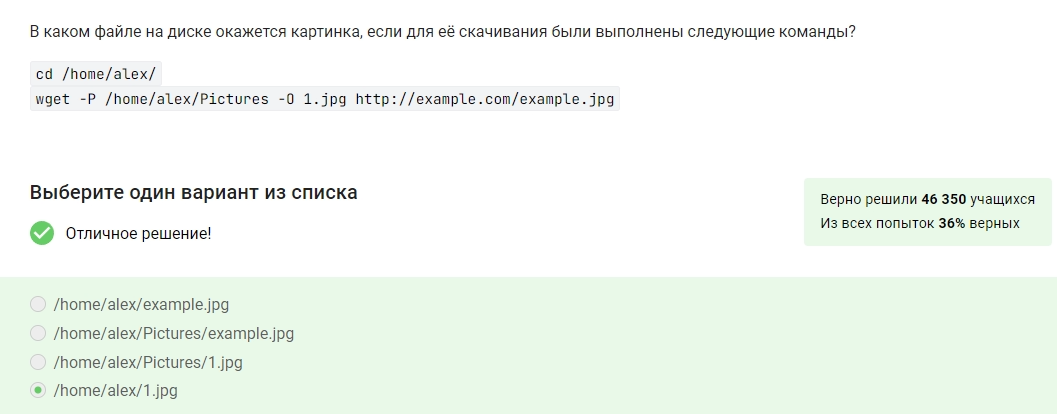 В каком файле на диске окажется картинка, если для её скачивания были выполнены следующие команды?
cd /home/alex/
wget -P /home/alex/Pictures -O 1.jpg http://example.com/example.jpg
Выберите один вариант из списка
Отличное решение!
Верно решили 46 350 учащихся
Из всех попыток 36% верных
/home/alex/example.jpg
/home/alex/Pictures/example.jpg
/home/alex/Pictures/1.jpg
/home/alex/1.jpg